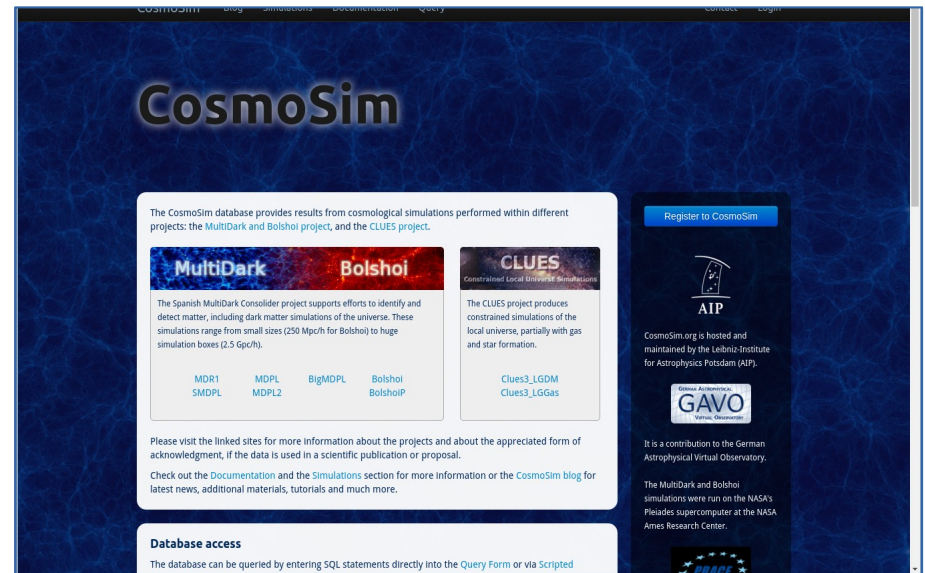 CosmoSim Blog Simulations Documentation Query Contact Login
CosmoSim
The CosmoSim database provides results from cosmological simulations performed within different
projects: the MultiDark and Bolshoi project, and the CLUES project.
MultiDark Bolshoi
The Spanish MultiDark Consolider project supports efforts to identify and
detect matter, including dark matter simulations of the universe. These
simulations range from small sizes (250 Mpc/h for Bolshoi) to huge
simulation boxes (2.5 Gpc/h).
MDR1 MDPL BigMDPL Bolshoi
SMDPL MDPL2 BolshoiP
CLUES
Constrained Local Universe Simulations
The CLUES project produces
constrained simulations of the
local universe, partially with gas
and star formation.
Clues3_LGDM
Clues3_LGGas
Please visit the linked sites for more information about the projects and about the appreciated form of
acknowledgment, if the data is used in a scientific publication or proposal.
Check out the Documentation and the Simulations section for more information or the CosmoSim blog for
latest news, additional materials, tutorials and much more.
Database access
The database can be queried by entering SQL statements directly into the Query Form or via Scripted
Register to CosmoSim
AIP
CosmoSim.org is hosted and
maintained by the Leibniz-Institute
for Astrophysics Potsdam (AIP).
German Astrophysical
GAVO
Virtual Observatory
It is a contribution to the German
Astrophysical Virtual Observatory.
The MultiDark and Bolshoi
simulations were run on the NASA's
Pleiades supercomputer at the NASA
Ames Research Center.
PRACE